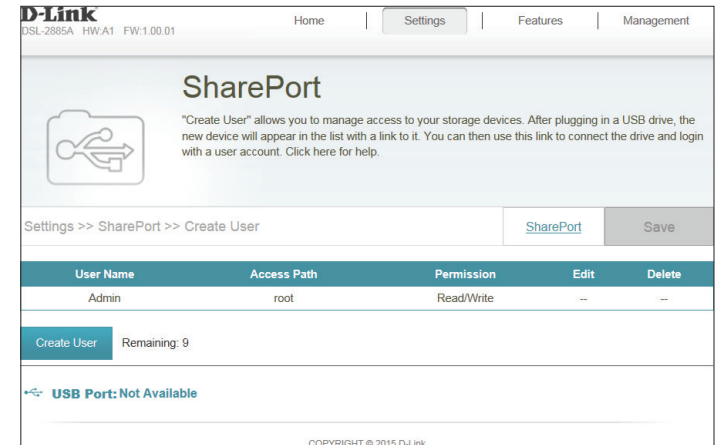 D-Link
DSL-2885A HW:A1 FW:1.00.01
Home Settings Features Management
SharePort
"Create User" allows you to manage access to your storage devices. After plugging in a USB drive, the
new device will appear in the list with a link to it. You can then use this link to connect the drive and login
with a user account. Click here for help.
Settings >> SharePort >> Create User SharePort Save
User Name Access Path Permission Edit Delete
Admin root Read/Write -- --
Create User Remaining: 9
USB Port: Not Available
COPYRIGHT © 2015 D-Link